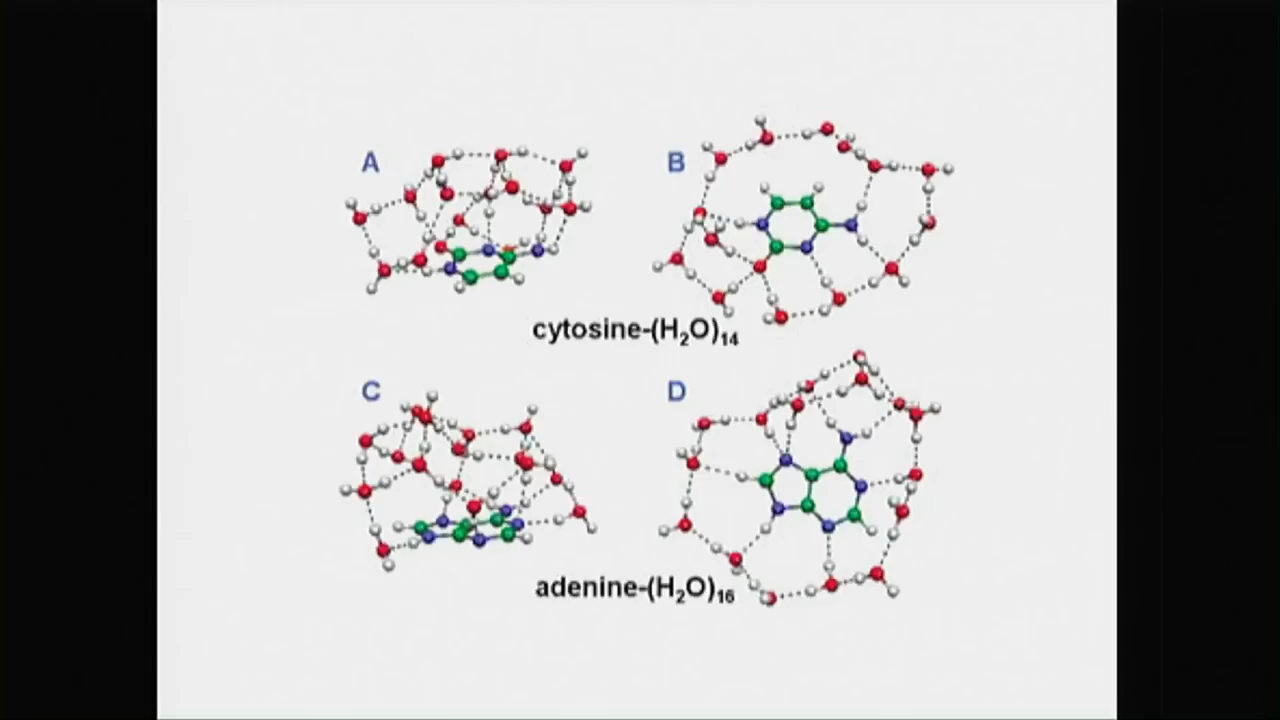 A
B
cytosine-(H₂O)₁₄
C
D
adenine-(H₂O)₁₆